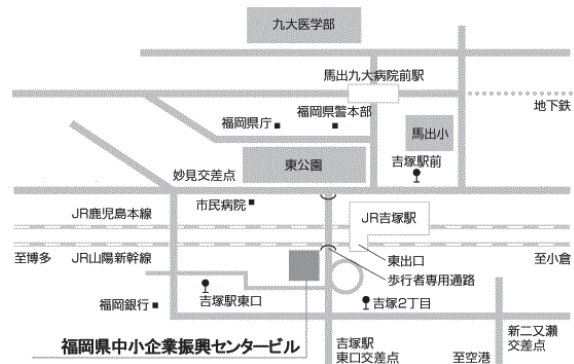 九大医学部
馬出九大病院前駅
地下鉄
福岡県警本部
福岡県庁
馬出小
東公園
吉塚駅前
妙見交差点
市民病院
JR鹿児島本線
JR吉塚駅
至博多
JR山陽新幹線
東出口
至小倉
歩行者専用通路
吉塚駅東口
福岡銀行
吉塚2丁目
福岡県中小企業振興センタービル
吉塚駅
東口交差点
至空港
新二又瀬
交差点